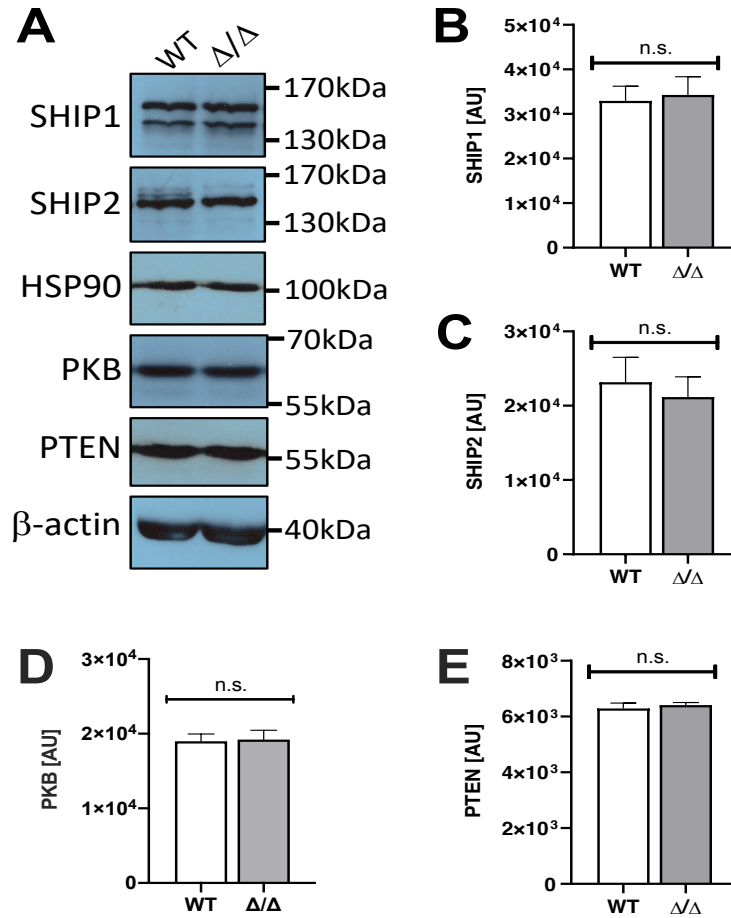 A
WT Δ/Δ
SHIP1
170kDa
130kDa
SHIP2
170kDa
130kDa
HSP90
100kDa
PKB
70kDa
55kDa
PTEN
55kDa
β-actin
40kDa
B
SHIP1 [AU]
5×10⁴
4×10⁴
3×10⁴
2×10⁴
1×10⁴
0
n.s.
WT Δ/Δ
C
SHIP2 [AU]
3×10⁴
2×10⁴
1×10⁴
0
n.s.
WT Δ/Δ
D
PKB [AU]
3×10⁴
2×10⁴
1×10⁴
0
n.s.
WT Δ/Δ
E
PTEN [AU]
8×10³
6×10³
4×10³
2×10³
0
n.s.
WT Δ/Δ